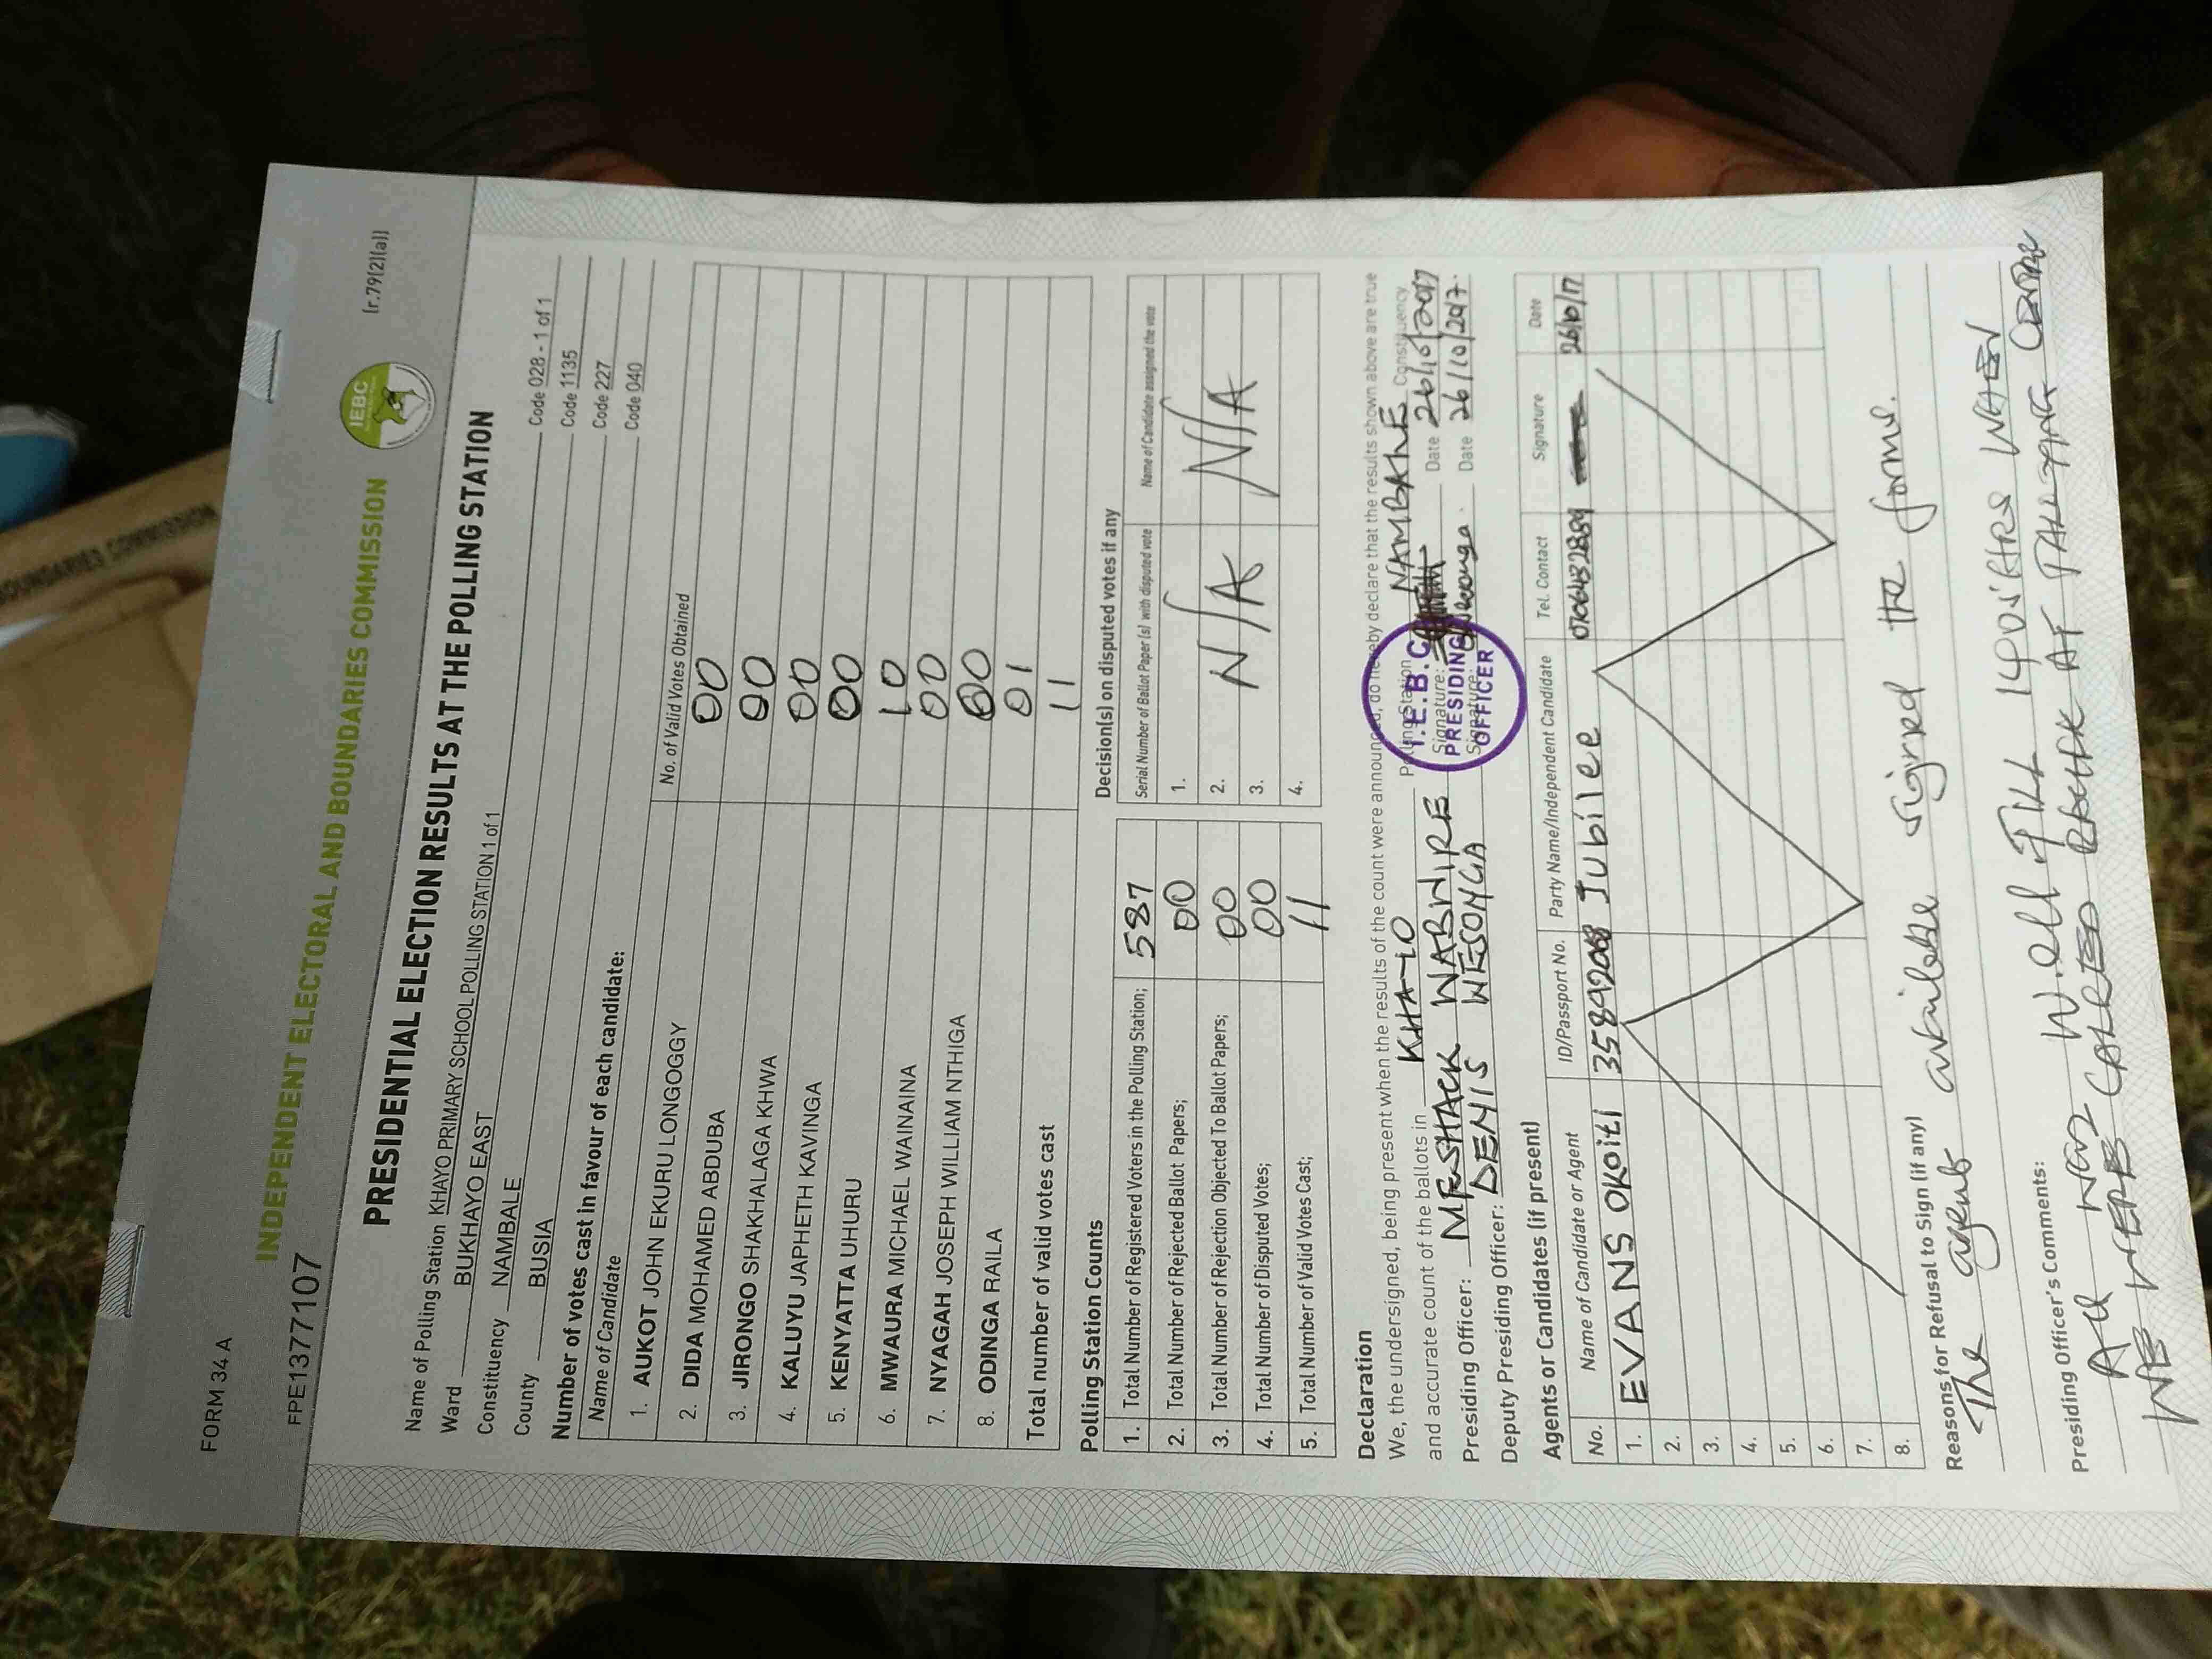 BOUNDARIES COMMISSION
FORM 34 A
(r.79(2)(a))
FPE1377107
IEBC
INDEPENDENT ELECTORAL AND BOUNDARIES COMMISSION
PRESIDENTIAL ELECTION RESULTS AT THE POLLING STATION
Name of Polling Station KHAYO PRIMARY SCHOOL POLLING STATION 1 of 1 Code 028 - 1 of 1
Ward BUKHAYO EAST Code 1135
Constituency NAMBALE Code 227
County BUSIA Code 040
Number of votes cast in favour of each candidate:
Name of Candidate No. of Valid Votes Obtained
1. AUKOT JOHN EKURU LONGOGGY 00
2. DIDA MOHAMED ABDUBA 00
3. JIRONGO SHAKHALAGA KHWA 00
4. KALUYU JAPHETH KAVINGA 00
5. KENYATTA UHURU 10
6. MWAURA MICHAEL WAINAINA 00
7. NYAGAH JOSEPH WILLIAM NTHIGA 00
8. ODINGA RAILA 01
Total number of valid votes cast 11
Polling Station Counts
1. Total Number of Registered Voters in the Polling Station; 587
2. Total Number of Rejected Ballot Papers; 00
3. Total Number of Rejection Objected To Ballot Papers; 00
4. Total Number of Disputed Votes; 00
5. Total Number of Valid Votes Cast; 11
Decision(s) on disputed votes if any
Serial Number of Ballot Paper(s) with disputed vote Name of Candidate assigned the vote
1.
2. N/A N/A
3.
4.
Declaration
We, the undersigned, being present when the results of the count were announced, do hereby declare that the results shown above are true
and accurate count of the ballots in KHAIO Polling Station NAMBALE Constituency
Presiding Officer: MESHACK WABWIRE Signature: Date 26/10/2017
Deputy Presiding Officer: DENIS WESONGA Signature: Wesonga. Date 26/10/2017.
I.E.B.C
PRESIDING
OFFICER
Agents or Candidates (if present)
No. Name of Candidate or Agent ID/Passport No. Party Name/Independent Candidate Tel. Contact Signature Date
1. EVANS OKOITI Jubilee 26/10/17
2.
3.
4.
5.
6.
7.
8.
Reasons for Refusal to Sign (if any)
The agents available signed the forms.
Presiding Officer's Comments:
All was well till 1400 HRS WHEN
WE WERE CALLED BACK AT TALLYING CENTRE